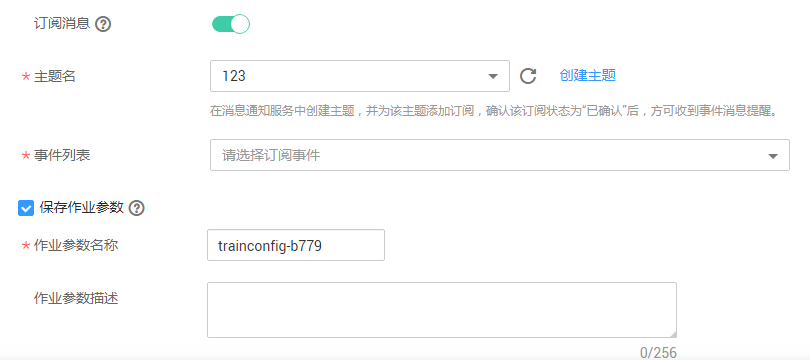 订阅消息 ?
* 主题名 123 创建主题
在消息通知服务中创建主题，并为该主题添加订阅，确认该订阅状态为“已确认”后，方可收到事件消息提醒。
* 事件列表 请选择订阅事件
保存作业参数 ?
* 作业参数名称 trainconfig-b779
作业参数描述
0/256